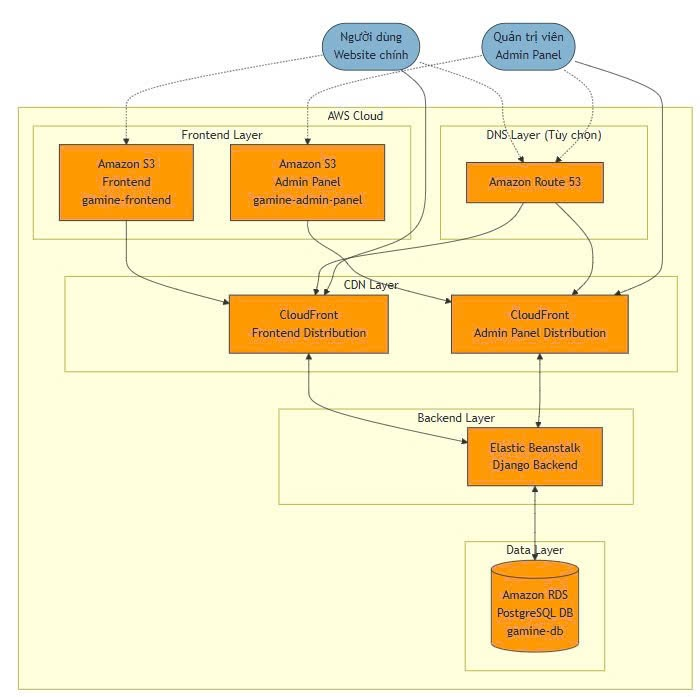 Người dùng
Website chính
Quản trị viên
Admin Panel
AWS Cloud
Frontend Layer
DNS Layer (Tùy chọn)
Amazon S3
Frontend
gamine-frontend
Amazon S3
Admin Panel
gamine-admin-panel
Amazon Route 53
CDN Layer
CloudFront
Frontend Distribution
CloudFront
Admin Panel Distribution
Backend Layer
Elastic Beanstalk
Django Backend
Data Layer
Amazon RDS
PostgreSQL DB
gamine-db